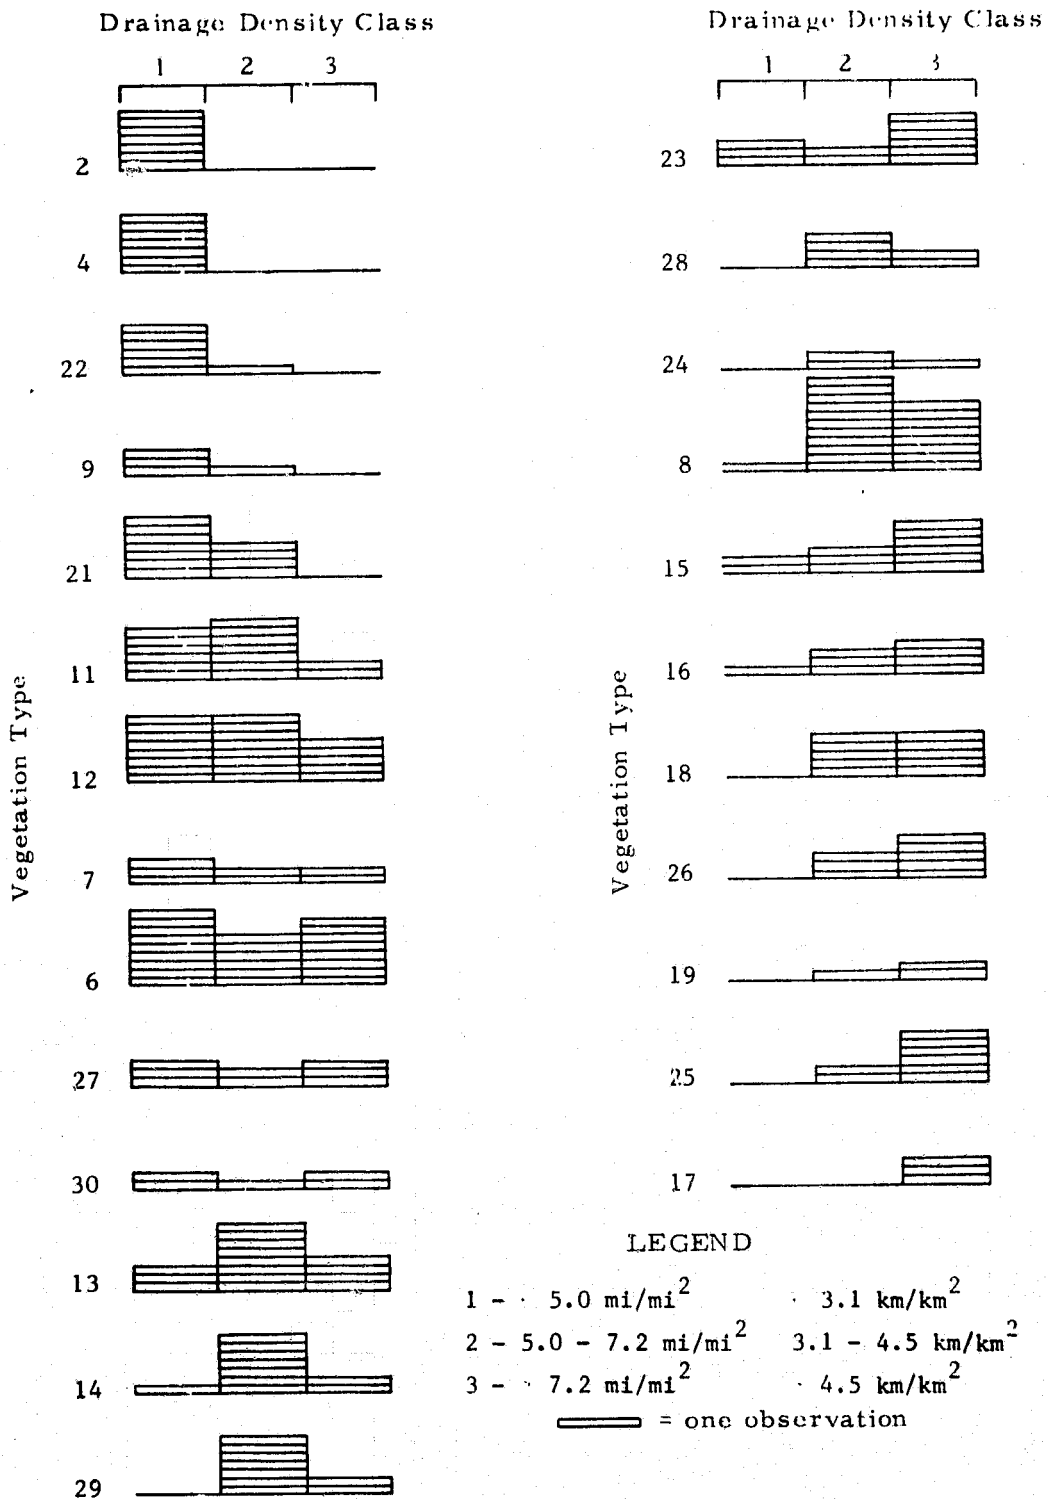 Drainage Density Class
1 2 3
2
4
22
9
21
11
12
7
6
27
30
13
14
29
Vegetation Type
Drainage Density Class
1 2 3
23
28
24
8
15
16
18
26
19
25
17
Vegetation Type
LEGEND
1 - 5.0 mi/mi² 3.1 km/km²
2 - 5.0 - 7.2 mi/mi² 3.1 - 4.5 km/km²
3 - 7.2 mi/mi² 4.5 km/km²
= one observation